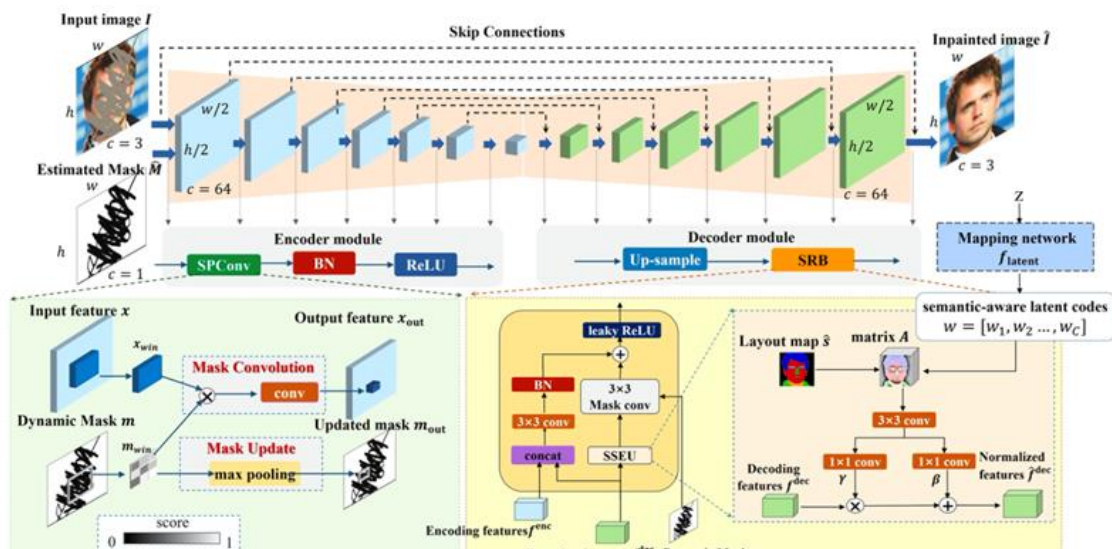 Input image I
w
h
c = 3
Skip Connections
Inpainted image Î
w
h
c = 3
w/2
h/2
c = 64
w/2
h/2
c = 64
Estimated Mask M̂
w
h
c = 1
Encoder module
SPConv
BN
ReLU
Decoder module
Up-sample
SRB
Z
Mapping network
f_latent
semantic-aware latent codes
w = [w₁, w₂ …, w_C]
Input feature x
x_win
Output feature x_out
Mask Convolution
conv
Dynamic Mask m
m_win
Updated mask m_out
Mask Update
max pooling
score
0
1
leaky ReLU
BN
3×3
Mask conv
3×3 conv
concat
SSEU
Encoding features f^enc
Layout map ŝ
matrix A
3×3 conv
1×1 conv
1×1 conv
γ
β
Decoding
features f^dec
Normalized
features f̂^dec